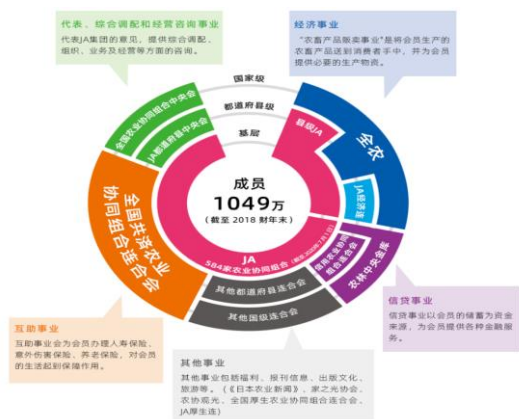 代表、综合调配和经营咨询事业
代表JA集团的意见，提供综合调配、
组织、业务及经营等方面的咨询。
经济事业
“农畜产品贩卖事业”是将会员生产的
农畜产品送到消费者手中，并为会员
提供必要的生产物资。
国家级
都道府县级
基层
全国农业协同组合中央会
JA都道府县中央会
县级JA
全农
JA经济连
成员
1049万
(截至 2018 财年末)
全国共济农业
协同组合连合会
JA
584家农业协同组合
信用农业协同
组合连合会
农林中央金库
其他都道府县连合会
其他国级连合会
信贷事业
信贷事业以会员的储蓄为资金
来源，为会员提供各种金融服
务。
互助事业
互助事业会为会员办理人寿保险、
意外伤害保险、养老保险，对会员
的生活起到保障作用。
其他事业
其他事业包括福利、报刊信息、出版文化、
旅游等。（《日本农业新闻》、家之光协会、
农协观光、全国厚生农业协同组合连合会、
JA厚生连）